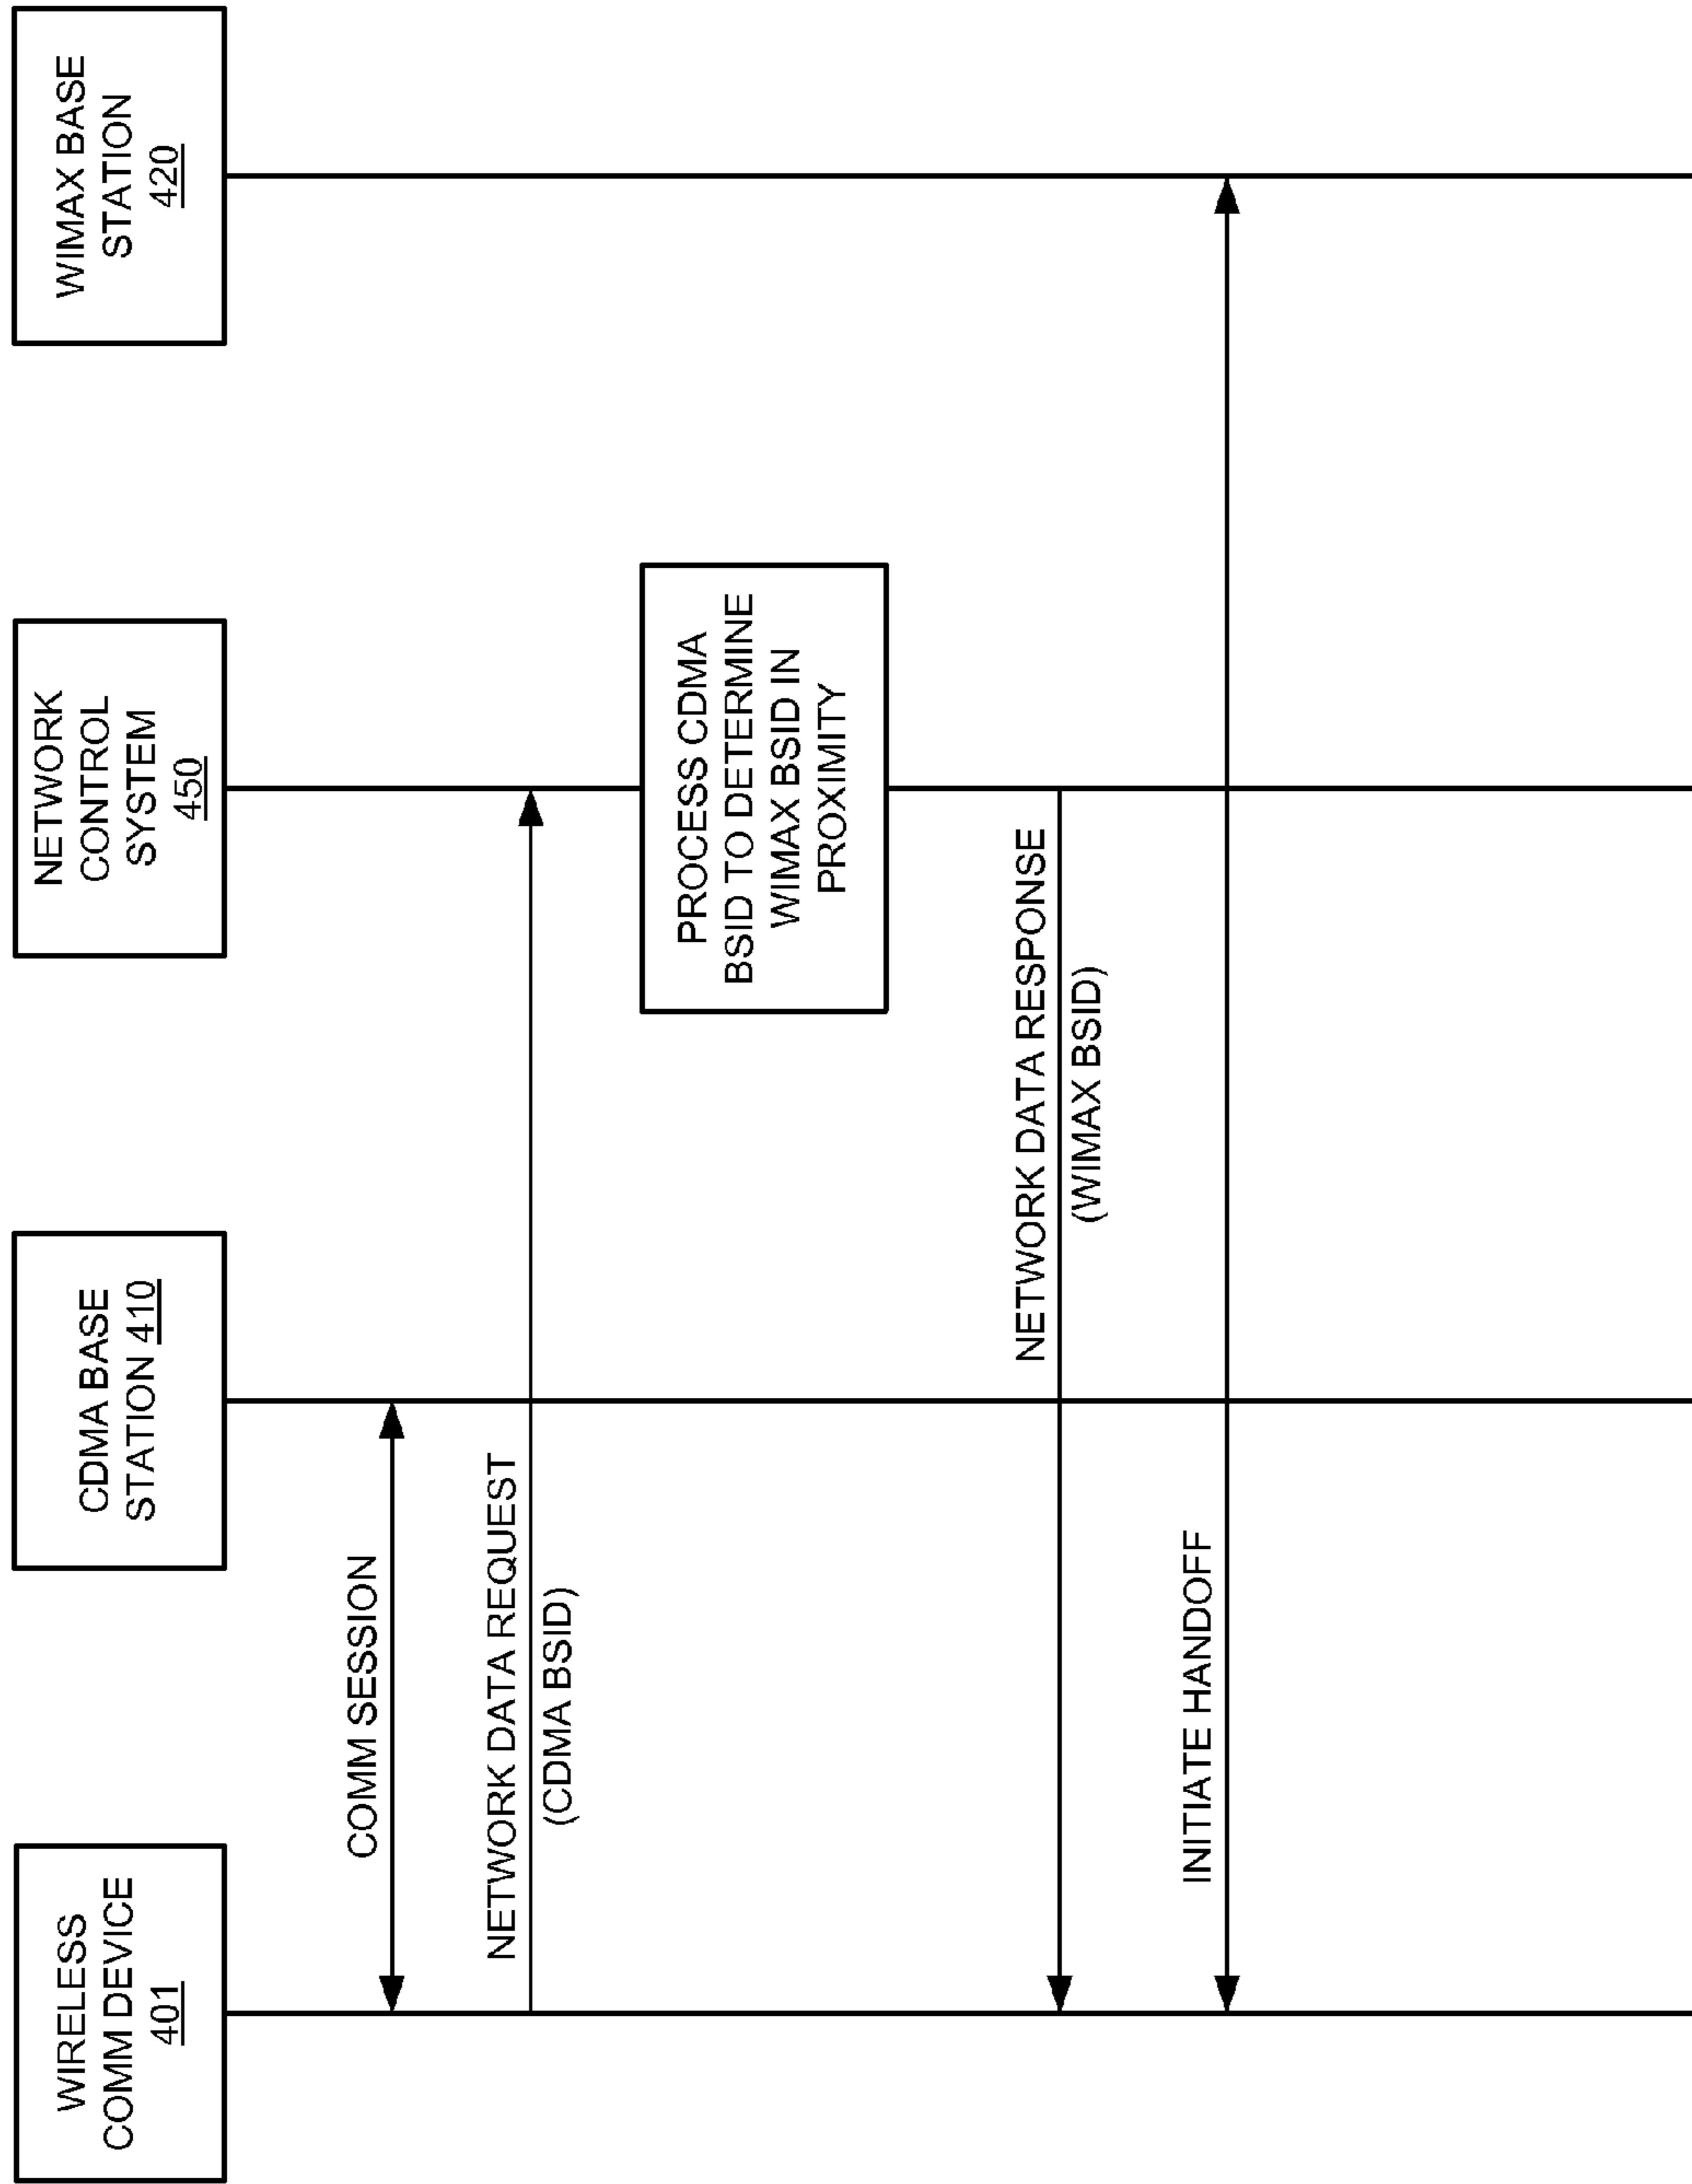 WIRELESS
COMM DEVICE
401
CDMA BASE
STATION 410
NETWORK
CONTROL
SYSTEM
450
WIMAX BASE
STATION
420
COMM SESSION
NETWORK DATA REQUEST
(CDMA BSID)
PROCESS CDMA
BSID TO DETERMINE
WIMAX BSID IN
PROXIMITY
NETWORK DATA RESPONSE
(WIMAX BSID)
INITIATE HANDOFF